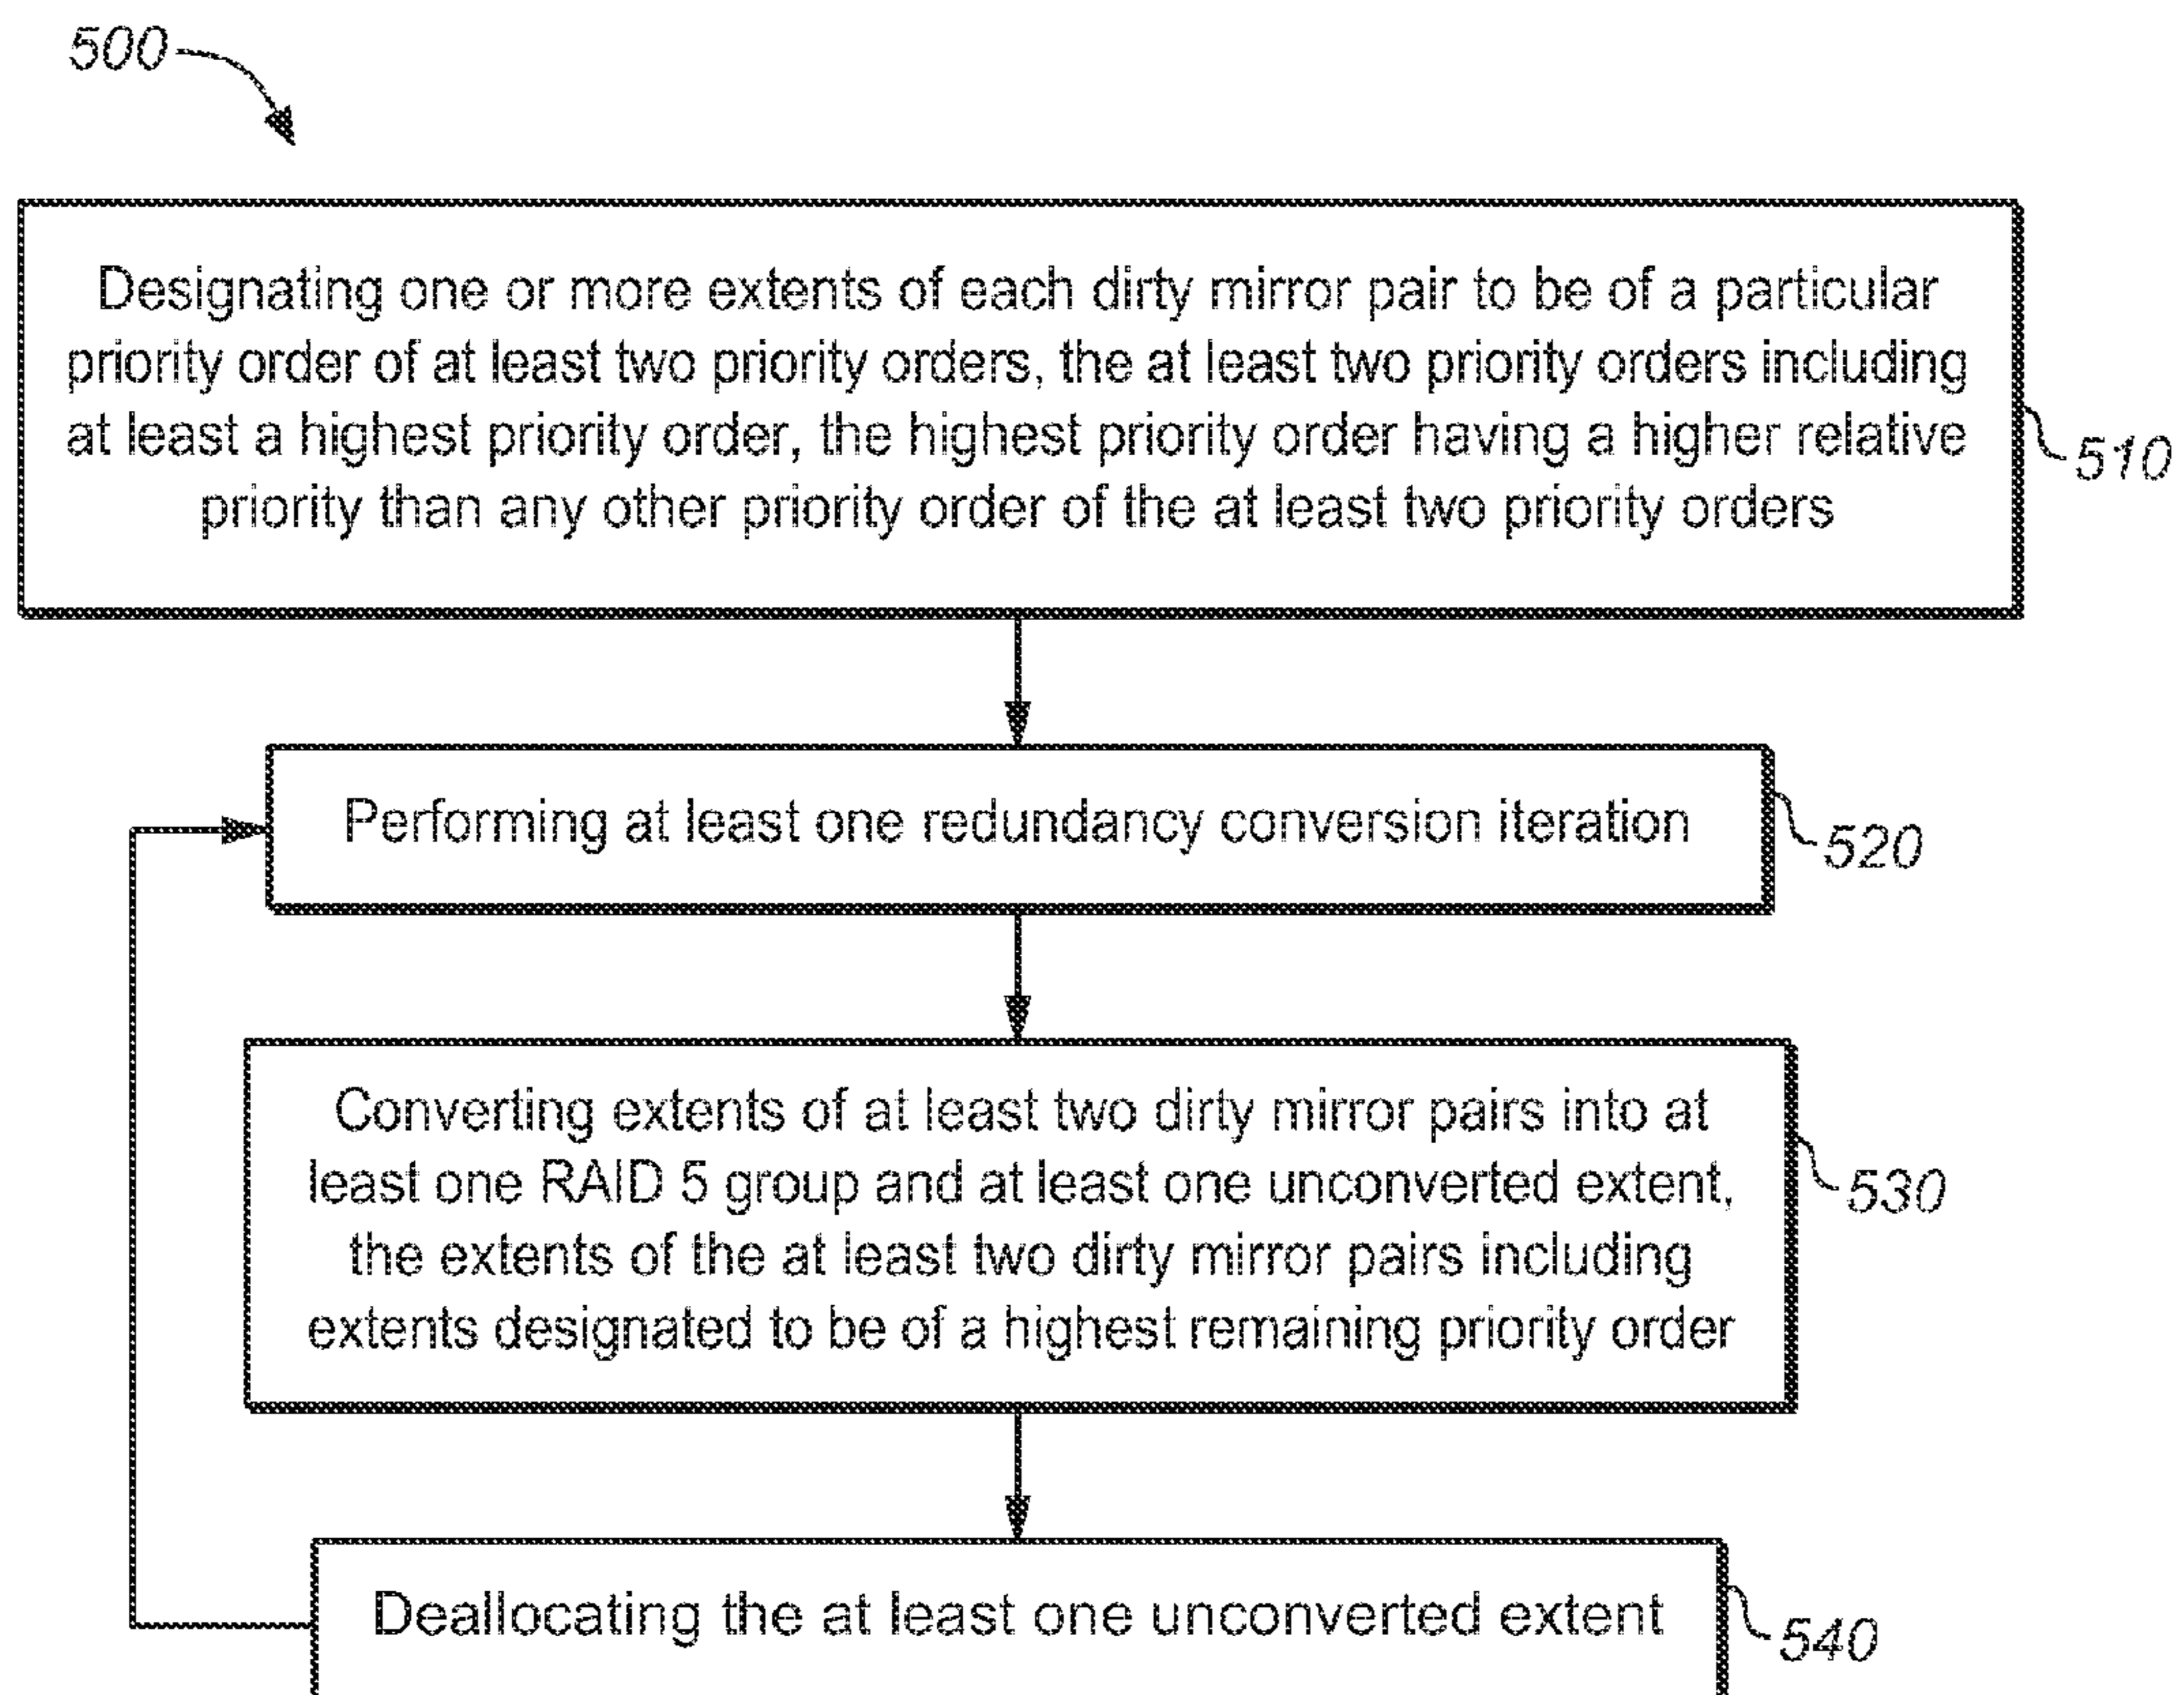 500
Designating one or more extents of each dirty mirror pair to be of a particular
priority order of at least two priority orders, the at least two priority orders including
at least a highest priority order, the highest priority order having a higher relative
priority than any other priority order of the at least two priority orders
510
Performing at least one redundancy conversion iteration
520
Converting extents of at least two dirty mirror pairs into at
least one RAID 5 group and at least one unconverted extent,
the extents of the at least two dirty mirror pairs including
extents designated to be of a highest remaining priority order
530
Deallocating the at least one unconverted extent
540